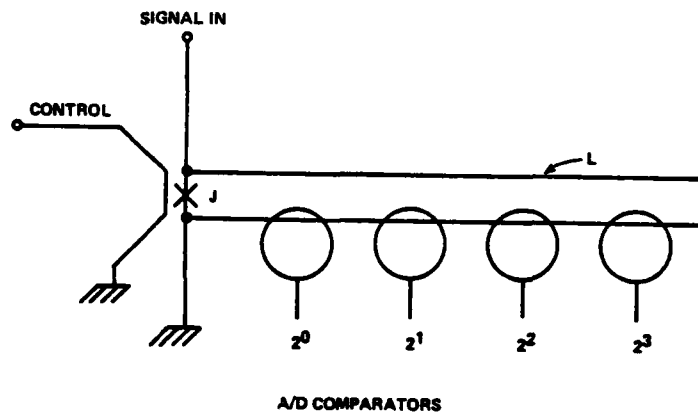 SIGNAL IN
CONTROL
L
J
2⁰ 2¹ 2² 2³
A/D COMPARATORS